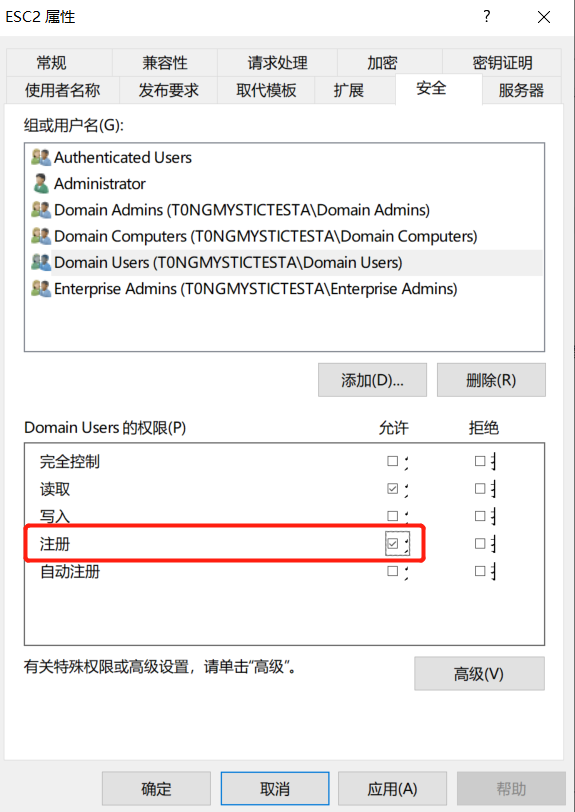 ESC2 属性
?
常规 兼容性 请求处理 加密 密钥证明
使用者名称 发布要求 取代模板 扩展 安全 服务器
组或用户名(G):
Authenticated Users
Administrator
Domain Admins (T0NGMYSTICTESTA\Domain Admins)
Domain Computers (T0NGMYSTICTESTA\Domain Computers)
Domain Users (T0NGMYSTICTESTA\Domain Users)
Enterprise Admins (T0NGMYSTICTESTA\Enterprise Admins)
添加(D)... 删除(R)
Domain Users 的权限(P) 允许 拒绝
完全控制
读取
写入
注册
自动注册
有关特殊权限或高级设置，请单击“高级”。
高级(V)
确定 取消 应用(A) 帮助